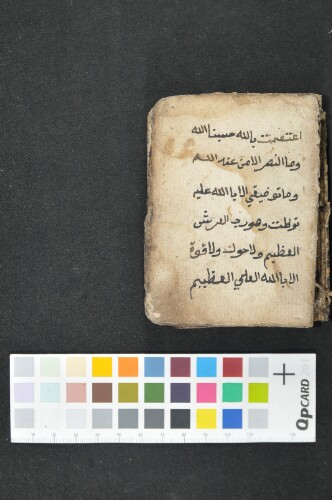 اعتصمت بالله حسبنا الله
وما النصر الا من عند الله
وما توفيقي الا بالله عليه
توكلت وهو رب العرش
العظيم ولا حول ولا قوة
الا بالله العلي العظيم
QPCARD 201